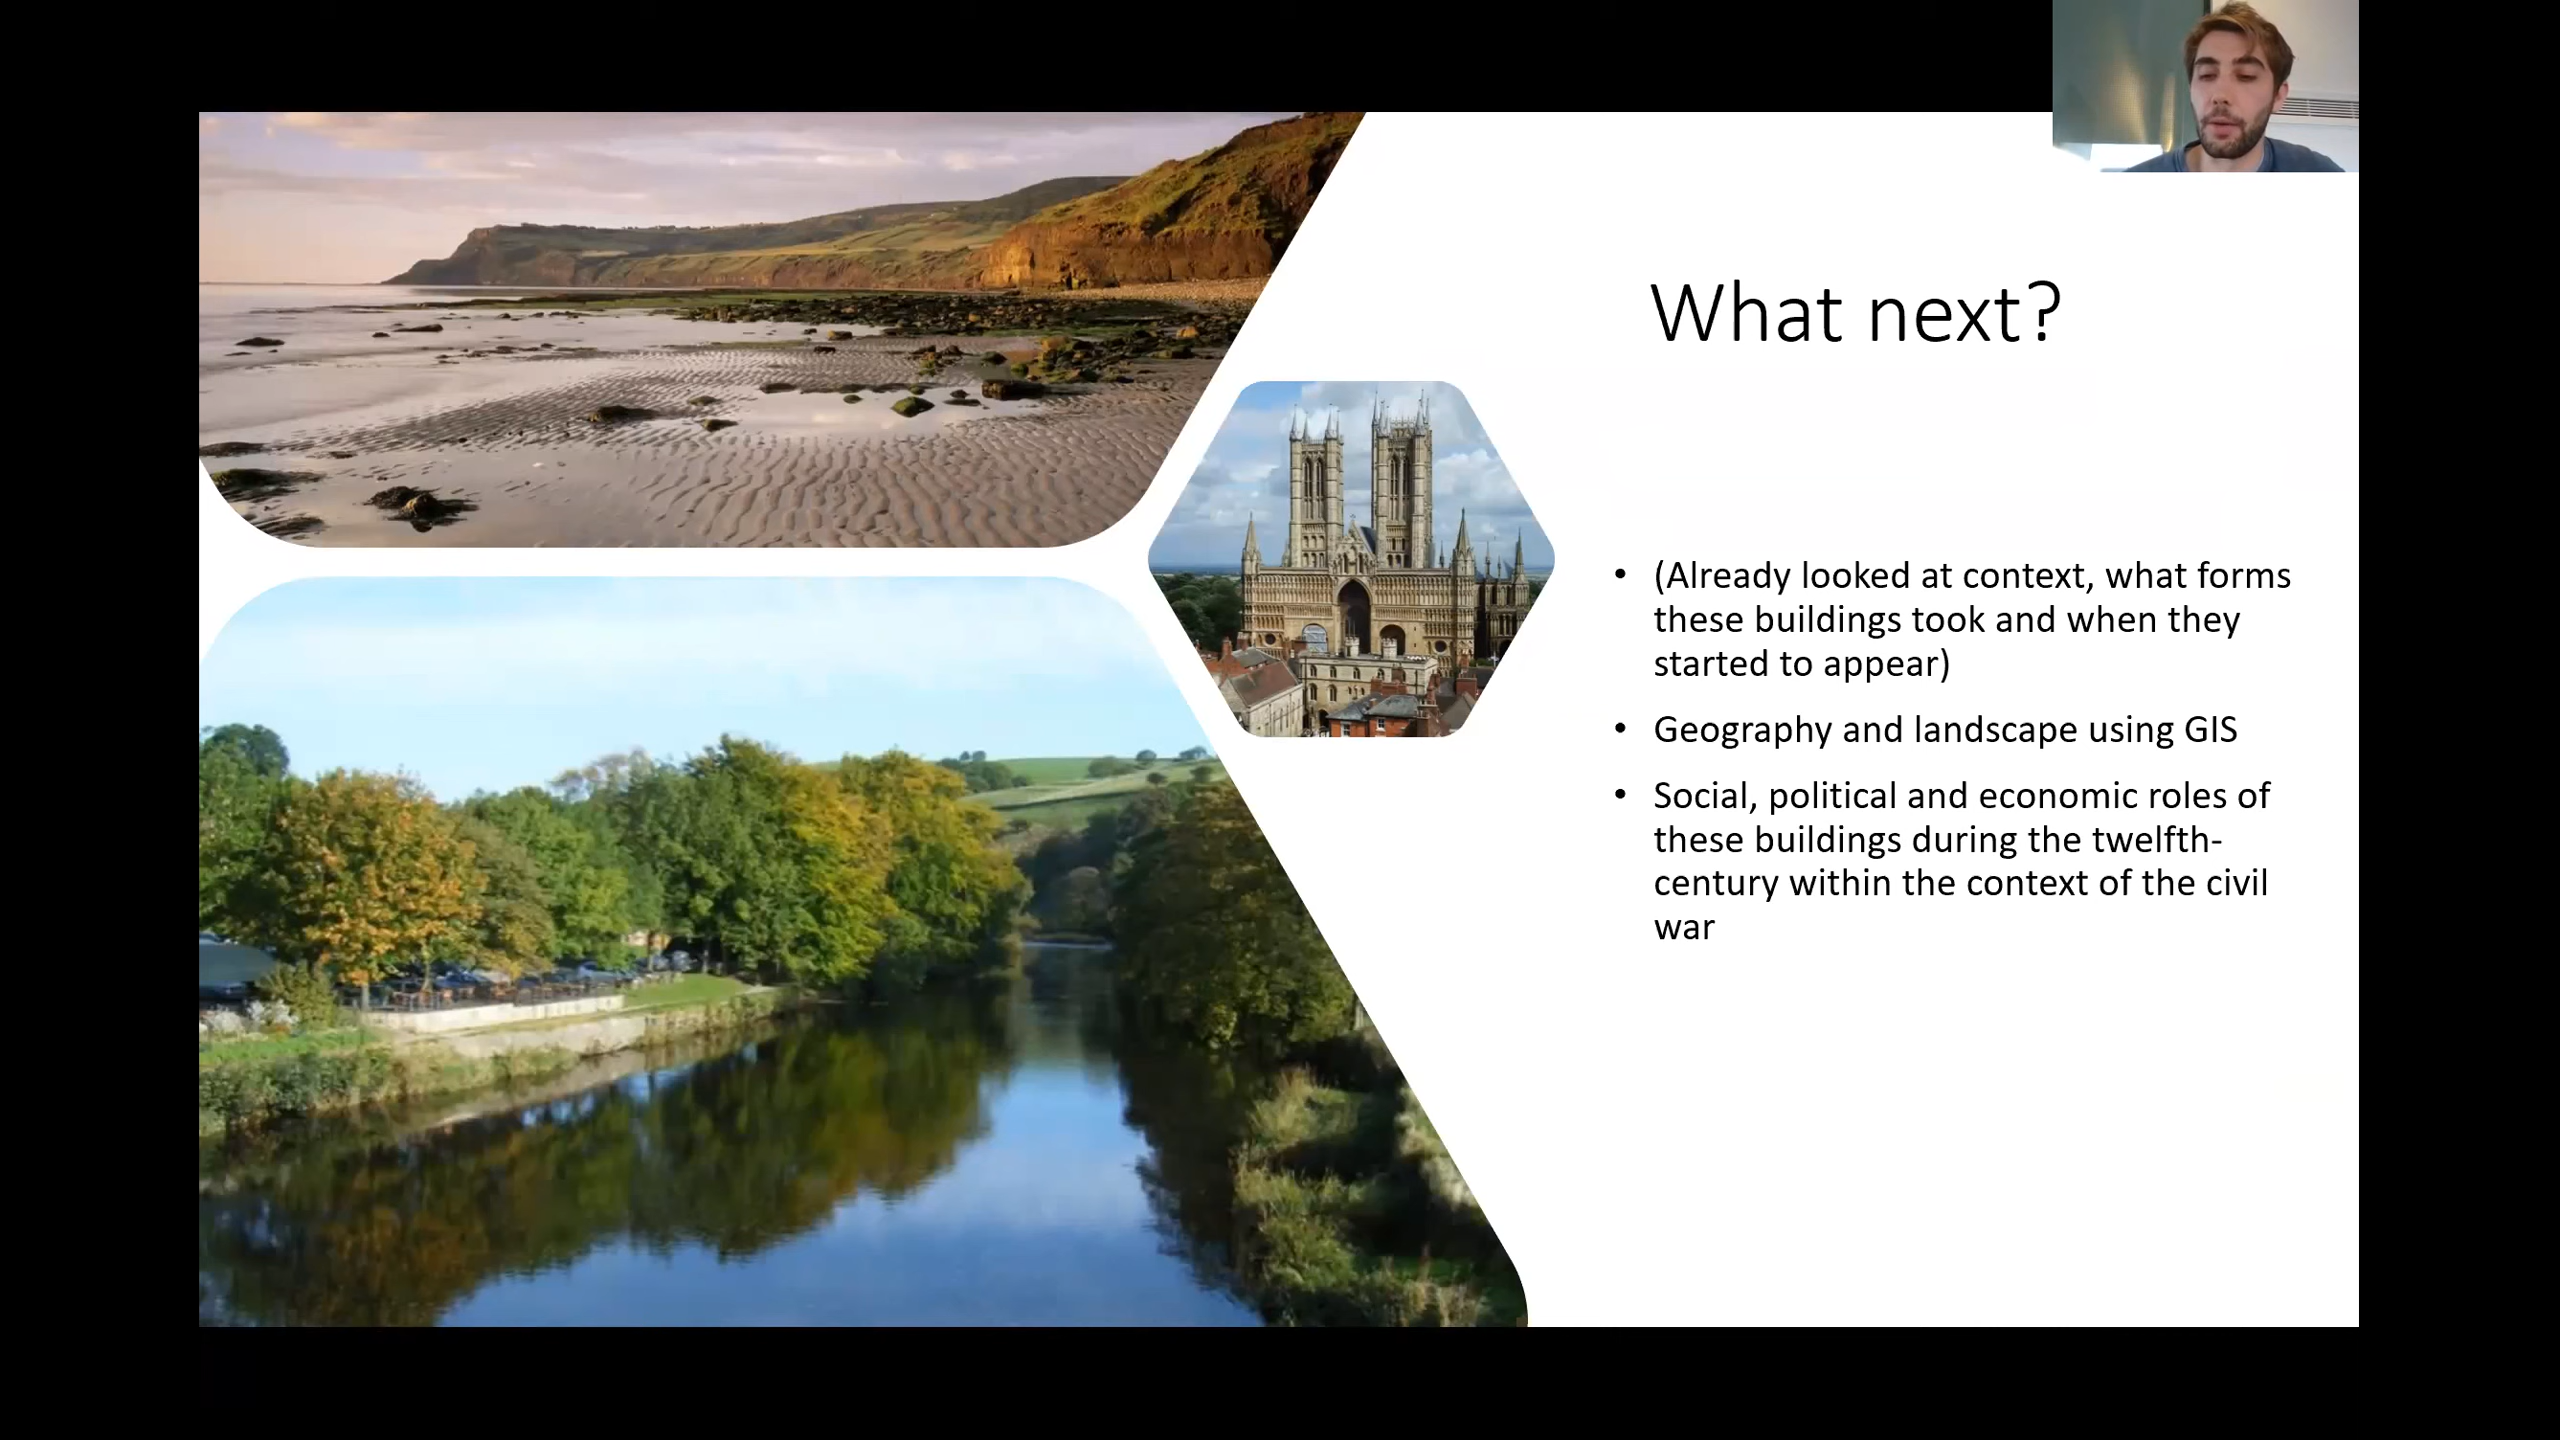 What next?
• (Already looked at context, what forms
these buildings took and when they
started to appear)
• Geography and landscape using GIS
• Social, political and economic roles of
these buildings during the twelfth-
century within the context of the civil
war